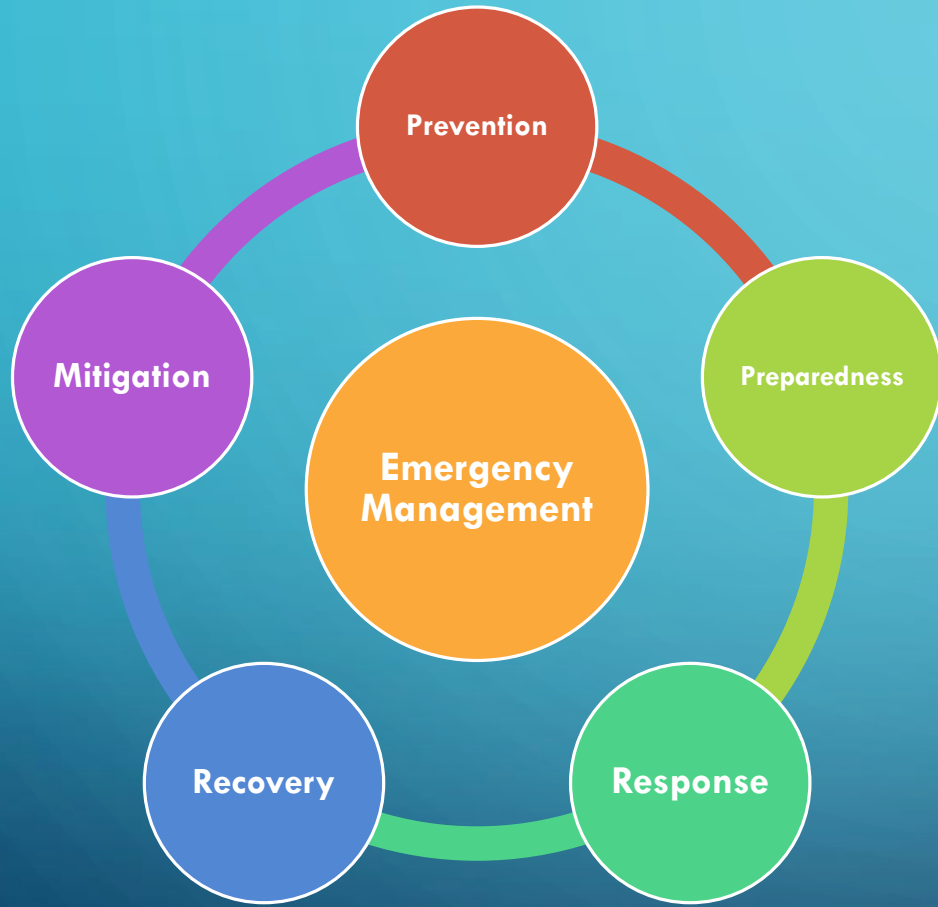 Prevention
Preparedness
Response
Recovery
Mitigation
Emergency
Management